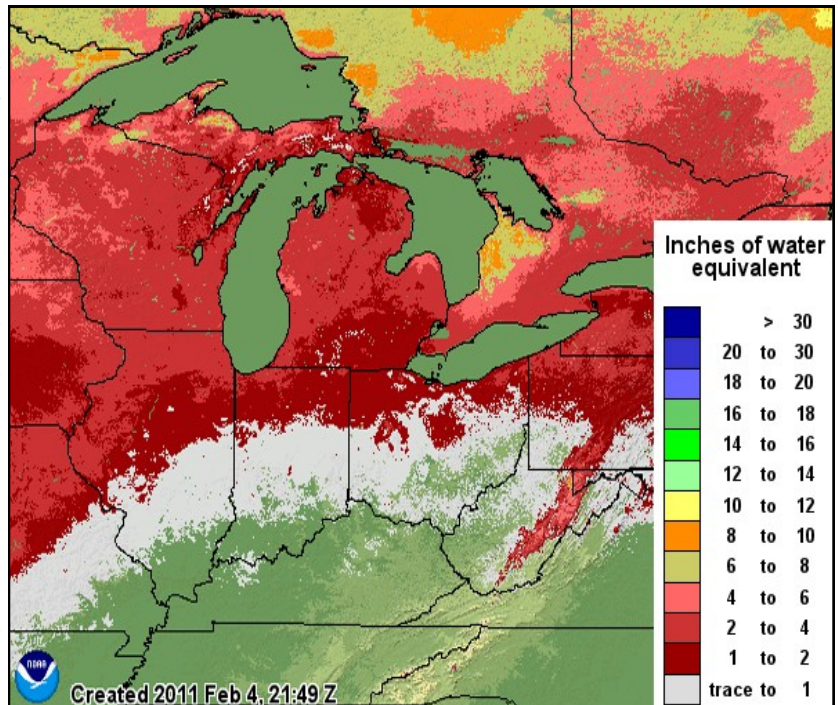 Inches of water
equivalent
> 30
20 to 30
18 to 20
16 to 18
14 to 16
12 to 14
10 to 12
8 to 10
6 to 8
4 to 6
2 to 4
1 to 2
trace to 1
noaa
Created 2011 Feb 4, 21:49 Z